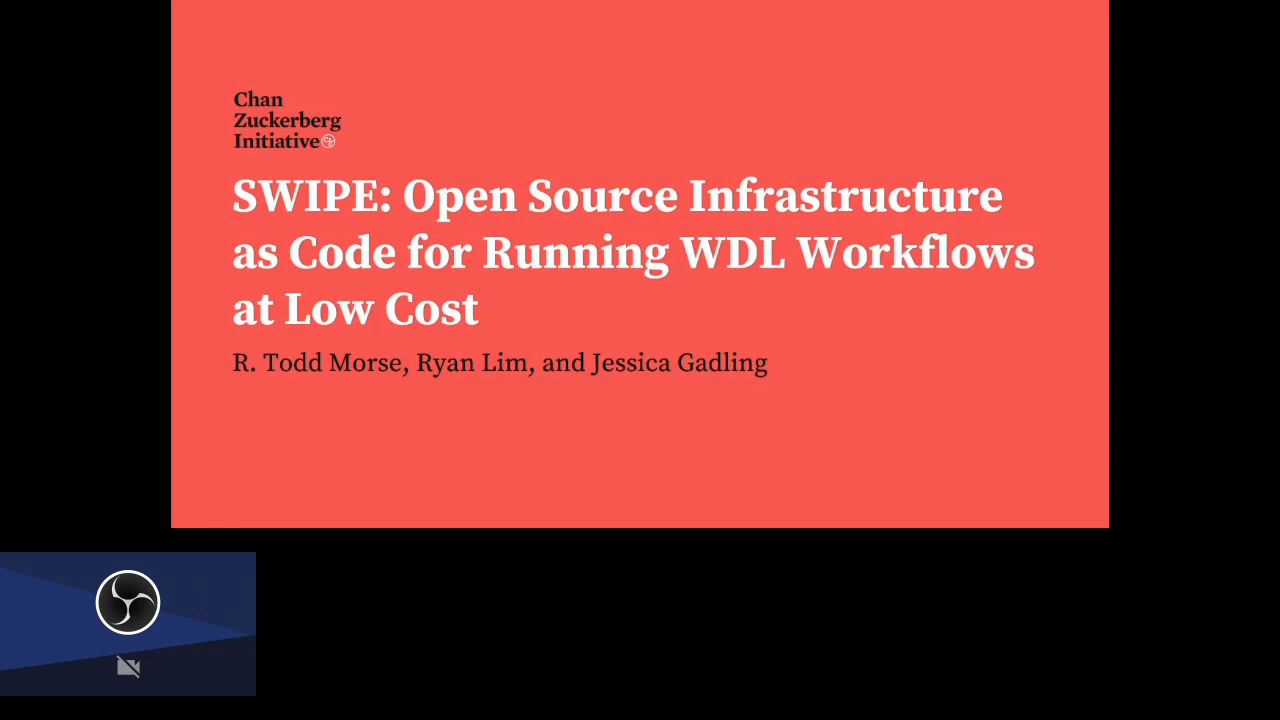 Chan
Zuckerberg
Initiative
SWIPE: Open Source Infrastructure
as Code for Running WDL Workflows
at Low Cost
R. Todd Morse, Ryan Lim, and Jessica Gadling